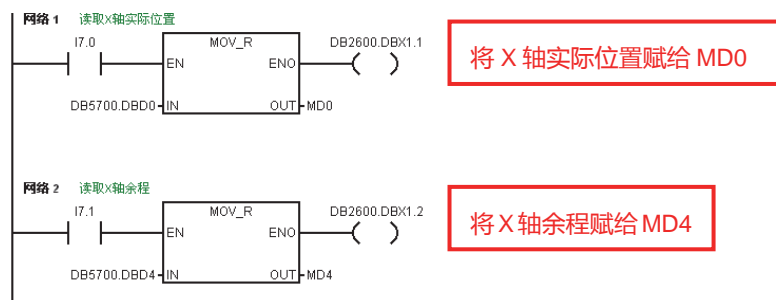 网络 1 读取X轴实际位置
I7.0 MOV_R DB2600.DBX1.1
EN ENO
DB5700.DBD0 IN OUT MD0
将 X 轴实际位置赋给 MD0
网络 2 读取X轴余程
I7.1 MOV_R DB2600.DBX1.2
EN ENO
DB5700.DBD4 IN OUT MD4
将 X 轴余程赋给 MD4